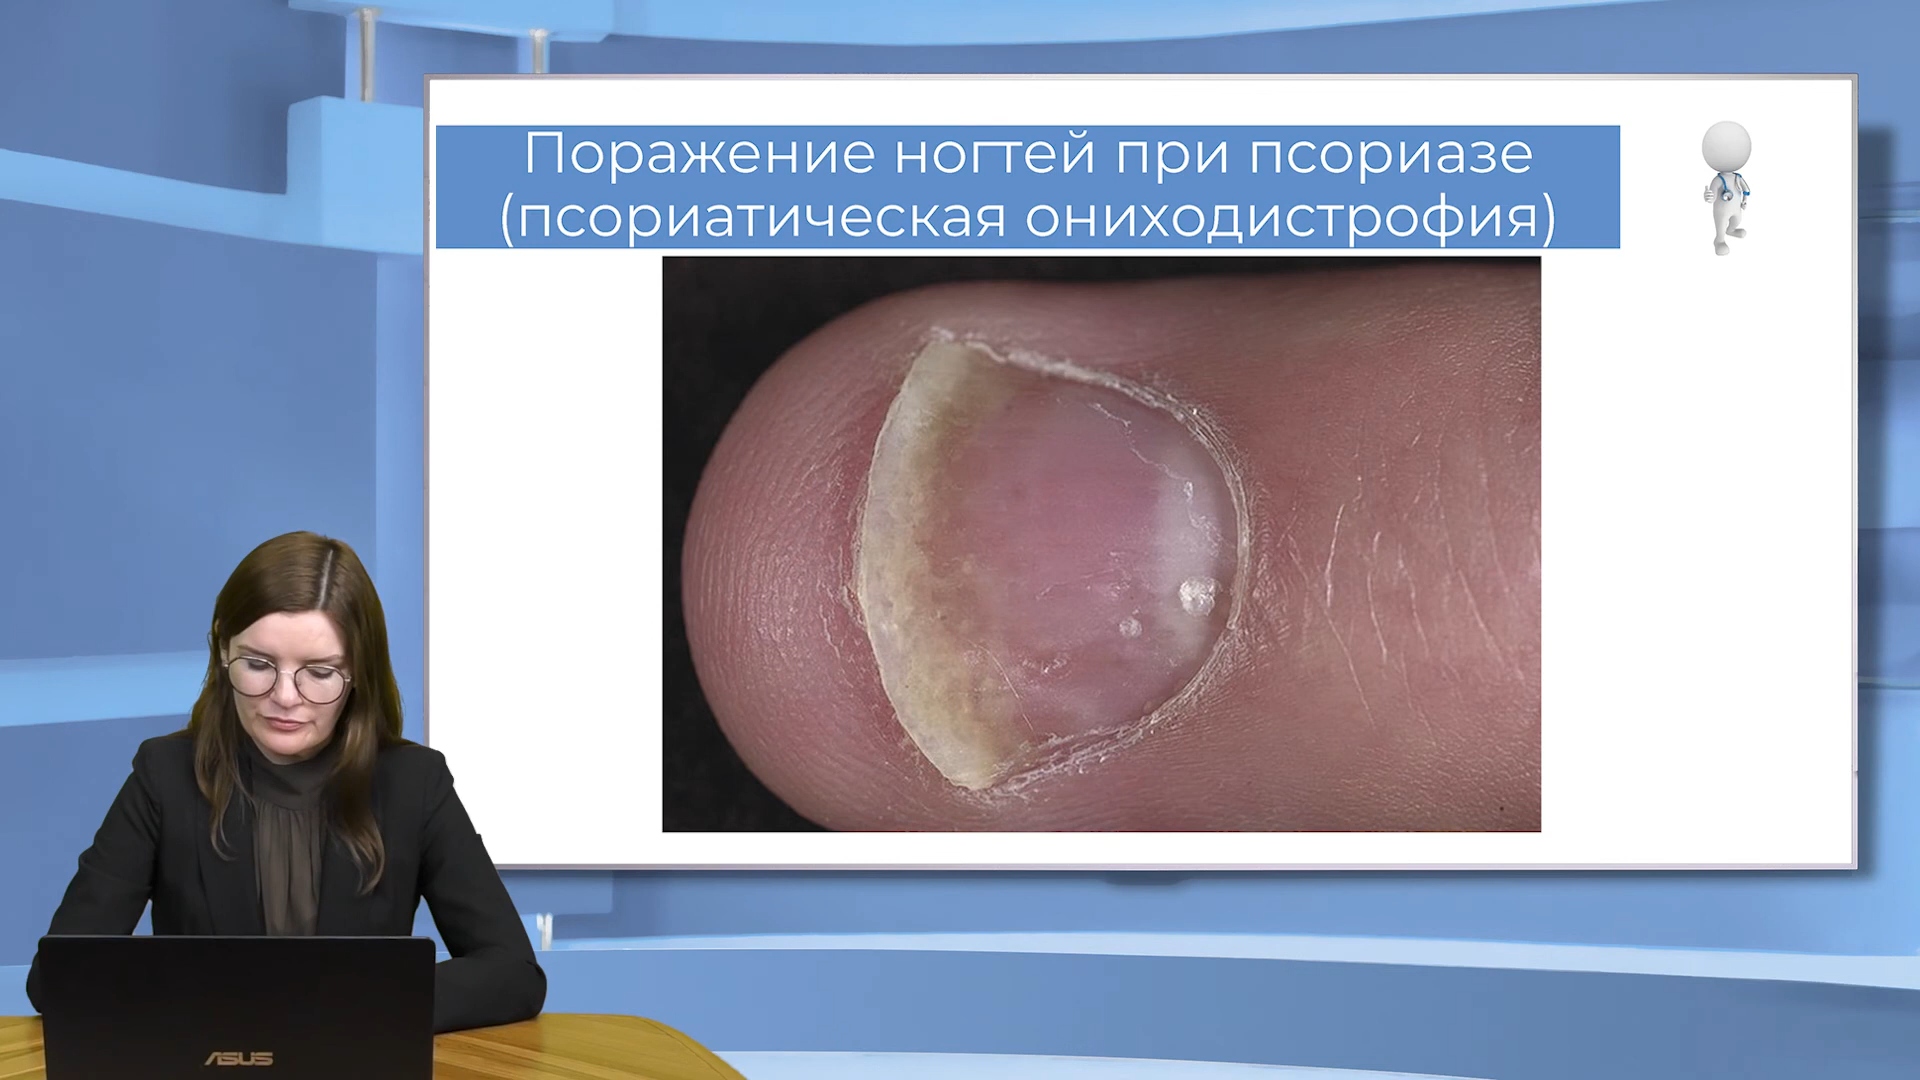 Поражение ногтей при псориазе
(псориатическая ониходистрофия)
ASUS